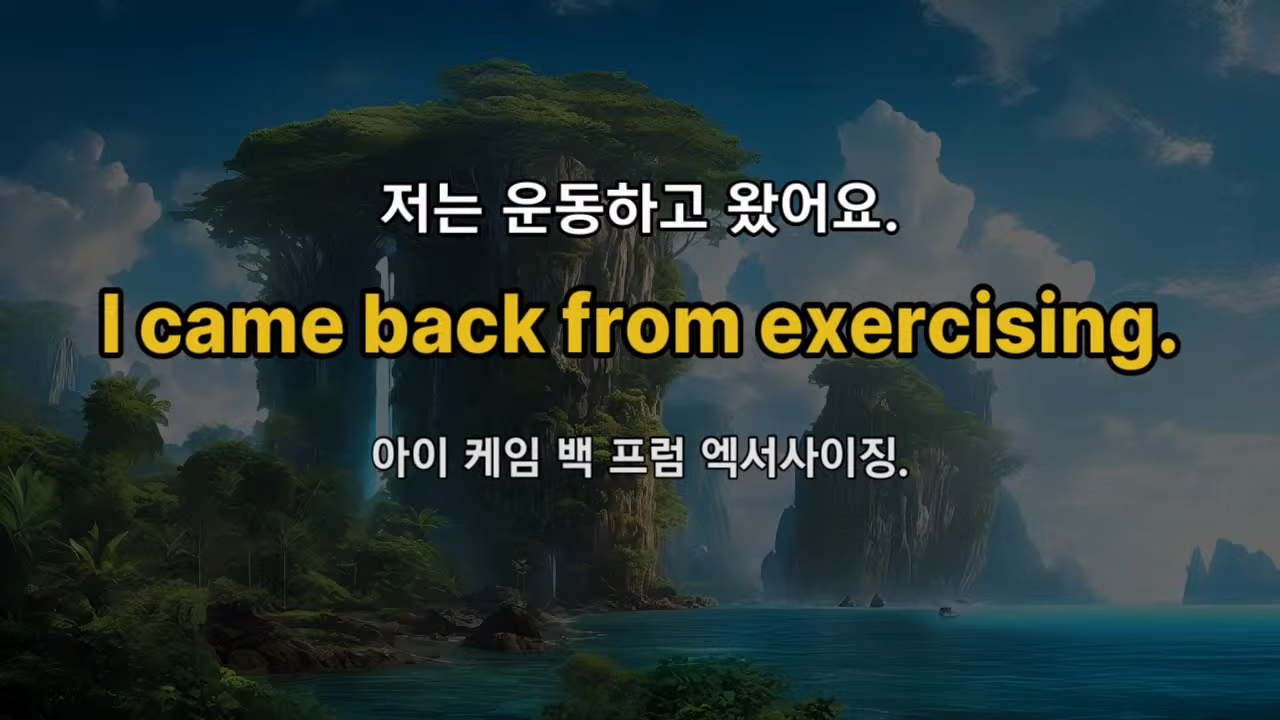 저는 운동하고 왔어요.
I came back from exercising.
아이 케임 백 프럼 엑서사이징.